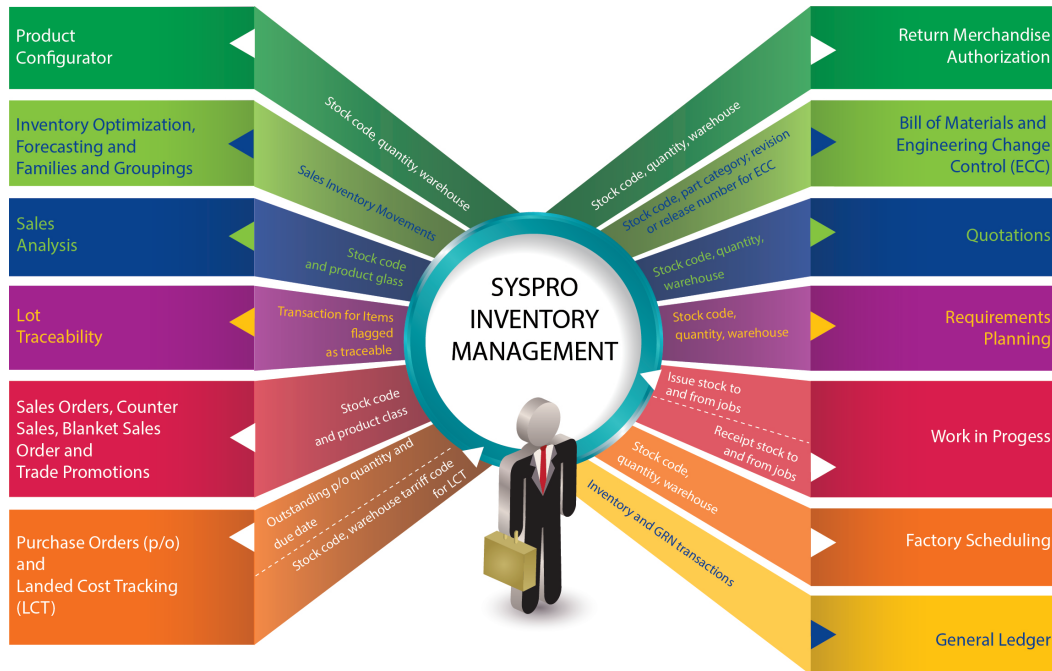 Product
Configurator
Stock code, quantity, warehouse
Inventory Optimization,
Forecasting and
Families and Groupings
Sales Inventory Movements
Sales
Analysis
Stock code
and product glass
Lot
Traceability
Transaction for Items
flagged
as traceable
Sales Orders, Counter
Sales, Blanket Sales
Order and
Trade Promotions
Stock code
and product class
Purchase Orders (p/o)
and
Landed Cost Tracking
(LCT)
Outstanding p/o quantity and
due date
Stock code, warehouse tarriff code
for LCT
SYSPRO
INVENTORY
MANAGEMENT
Return Merchandise
Authorization
Stock code, quantity, warehouse
Bill of Materials and
Engineering Change
Control (ECC)
Stock code, part category; revision
or release number for ECC
Quotations
Stock code, quantity,
warehouse
Requirements
Planning
Stock code,
quantity, warehouse
Work in Progess
Issue stock to
and from jobs
Receipt stock to
and from jobs
Factory Scheduling
Stock code,
quantity, warehouse
General Ledger
Inventory and GRN transactions